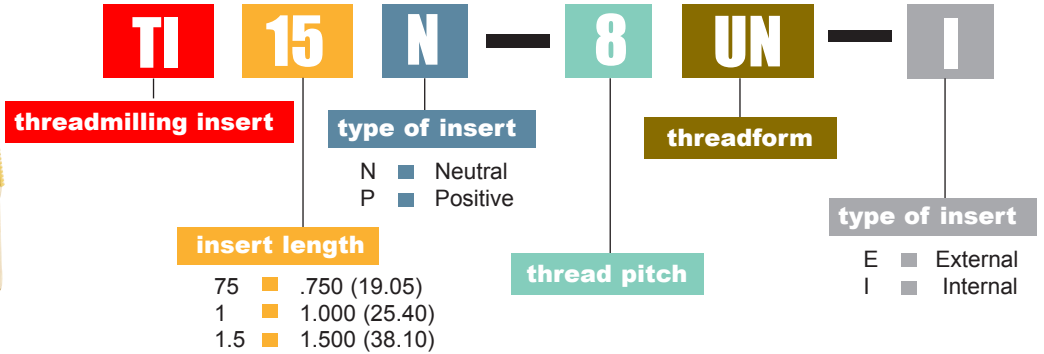 TI 15 N - 8 UN - I
threadmilling insert
type of insert
N Neutral
P Positive
threadform
insert length
75 .750 (19.05)
1 1.000 (25.40)
1.5 1.500 (38.10)
thread pitch
type of insert
E External
I Internal